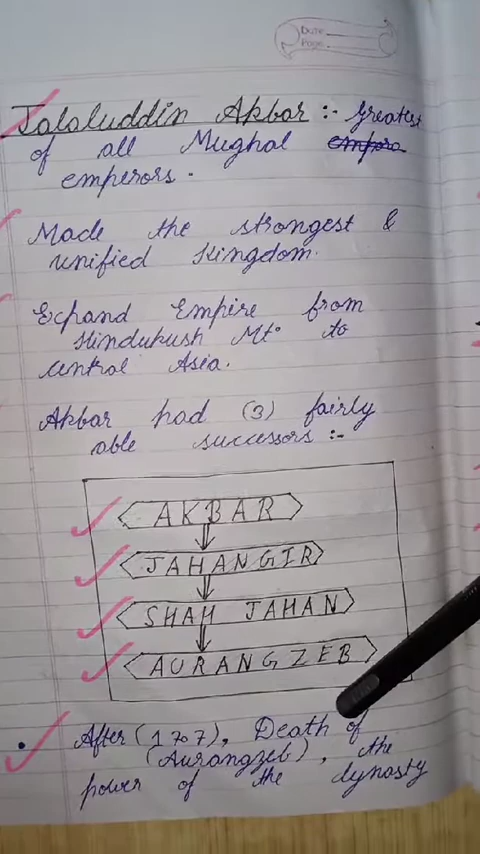 Date
Page
Jalaluddin Akbar :- Greatest
of all Mughal empora
emperors.
Made the strongest &
unified Kingdom.
Expand Empire from
Hindukush Mt. to
Central Asia.
Akbar had (3) fairly
able successors :-
AKBAR
JAHANGIR
SHAH JAHAN
AURANGZEB
• After (1707), Death of
(Aurangzeb), the
power of the dynasty